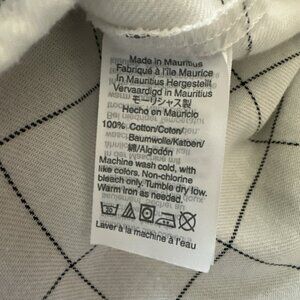 Made in Mauritius
Fabriqué à l'île Maurice
In Mauritius Hergestellt
Vervaardigd in Mauritius
モーリシャス製
Hecho en Mauricio
100% Cotton/Coton/
Baumwolle/Katoen/
綿/Algodón
Machine wash cold, with
like colors. Non-chlorine
bleach only. Tumble dry low.
Warm iron as needed.
Laver à la machine à l'eau